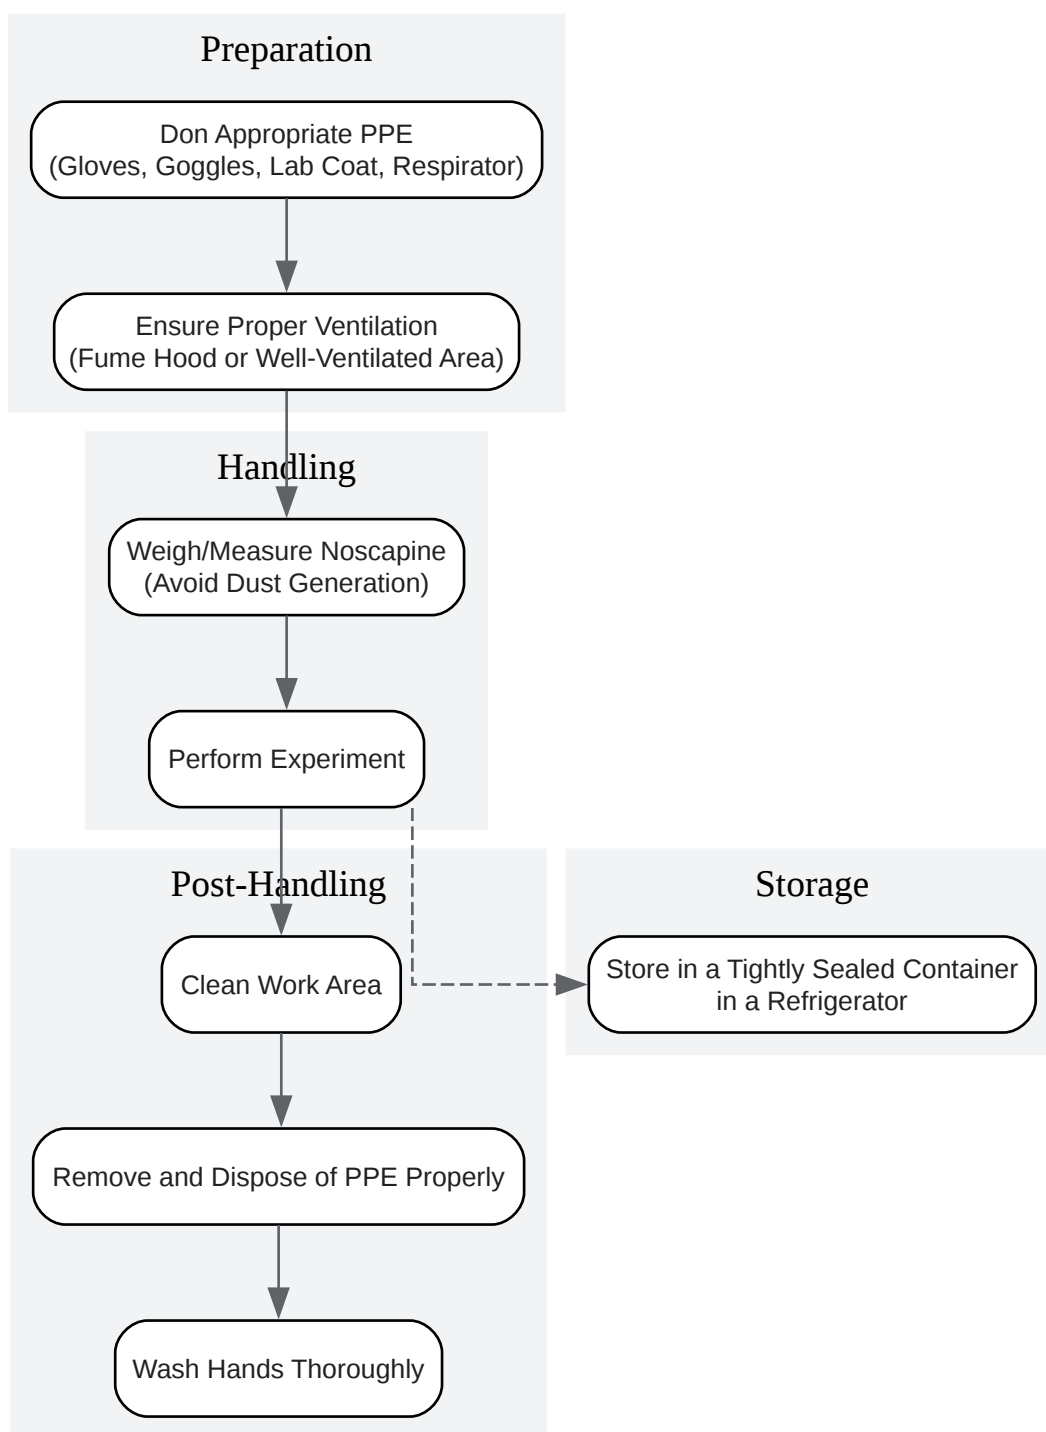 Preparation
Don Appropriate PPE
(Gloves, Goggles, Lab Coat, Respirator)
Ensure Proper Ventilation
(Fume Hood or Well-Ventilated Area)
Handling
Weigh/Measure Noscapine
(Avoid Dust Generation)
Perform Experiment
Post-Handling
Clean Work Area
Remove and Dispose of PPE Properly
Wash Hands Thoroughly
Storage
Store in a Tightly Sealed Container
in a Refrigerator